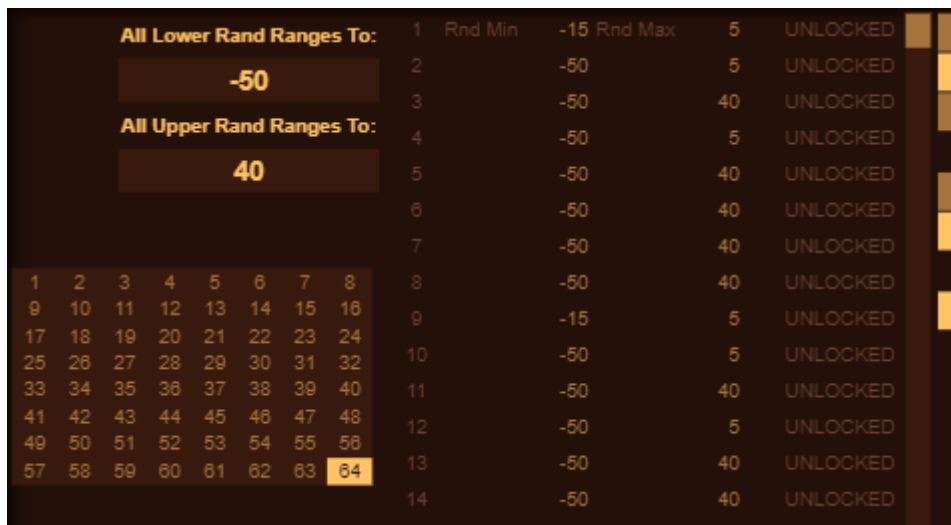 All Lower Rand Ranges To:
-50
All Upper Rand Ranges To:
40
1 2 3 4 5 6 7 8
9 10 11 12 13 14 15 16
17 18 19 20 21 22 23 24
25 26 27 28 29 30 31 32
33 34 35 36 37 38 39 40
41 42 43 44 45 46 47 48
49 50 51 52 53 54 55 56
57 58 59 60 61 62 63 64
1 Rnd Min -15 Rnd Max 5 UNLOCKED
2 -50 5 UNLOCKED
3 -50 40 UNLOCKED
4 -50 5 UNLOCKED
5 -50 40 UNLOCKED
6 -50 40 UNLOCKED
7 -50 40 UNLOCKED
8 -50 40 UNLOCKED
9 -15 5 UNLOCKED
10 -50 5 UNLOCKED
11 -50 40 UNLOCKED
12 -50 5 UNLOCKED
13 -50 40 UNLOCKED
14 -50 40 UNLOCKED